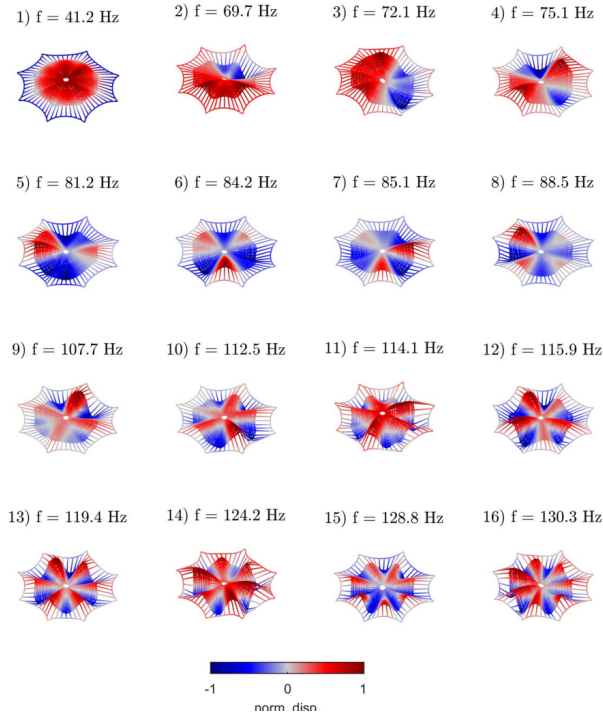 1) f = 41.2 Hz
2) f = 69.7 Hz
3) f = 72.1 Hz
4) f = 75.1 Hz
5) f = 81.2 Hz
6) f = 84.2 Hz
7) f = 85.1 Hz
8) f = 88.5 Hz
9) f = 107.7 Hz
10) f = 112.5 Hz
11) f = 114.1 Hz
12) f = 115.9 Hz
13) f = 119.4 Hz
14) f = 124.2 Hz
15) f = 128.8 Hz
16) f = 130.3 Hz
-1 0 1
norm. disp.